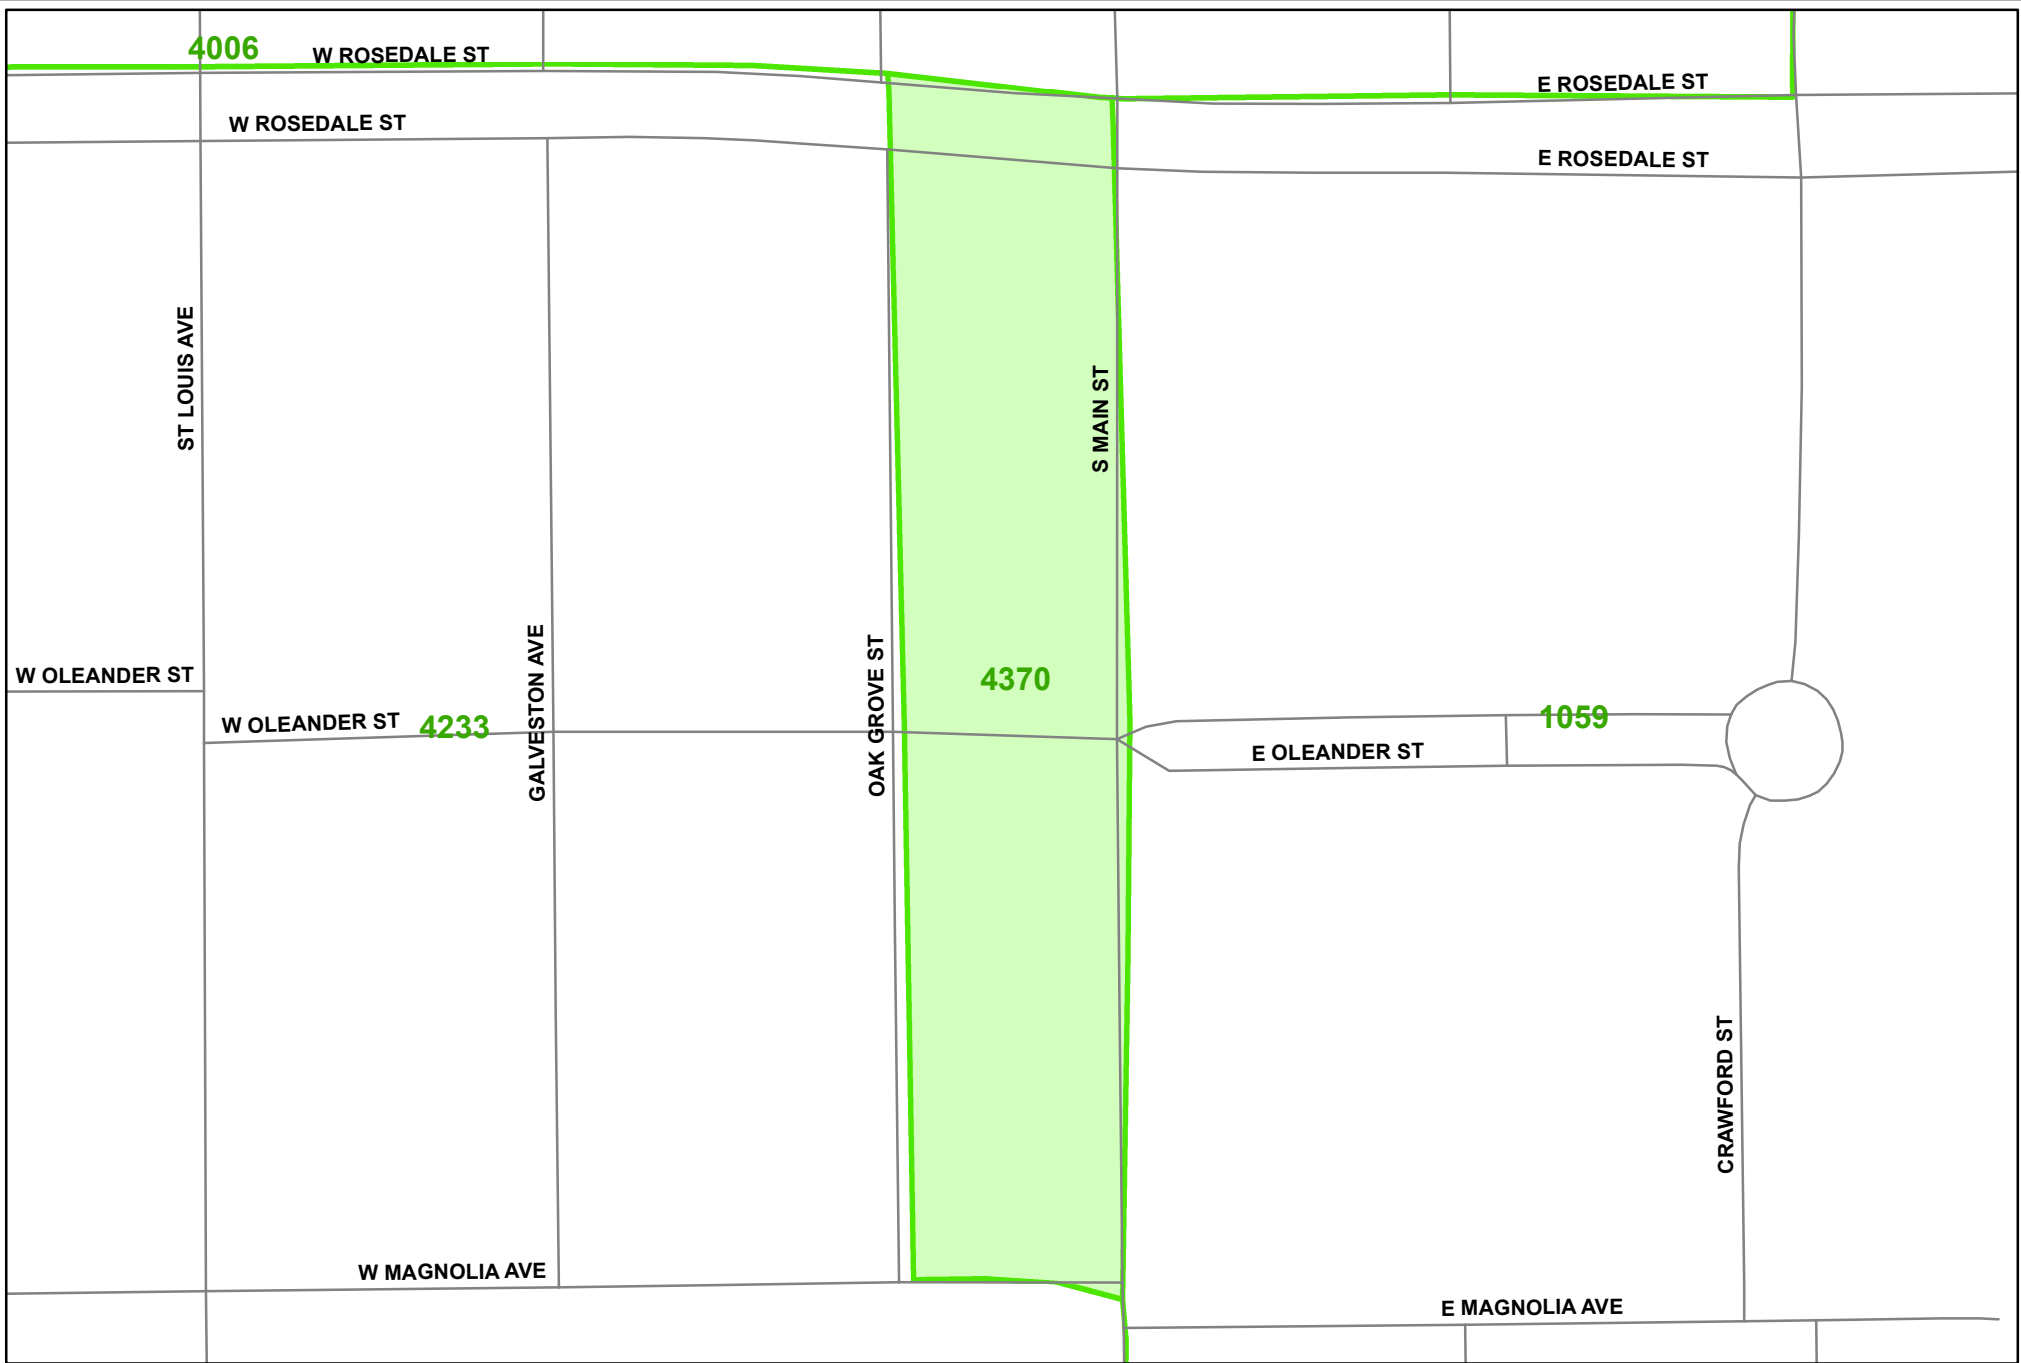 4006
W ROSEDALE ST
E ROSEDALE ST
W ROSEDALE ST
E ROSEDALE ST
ST LOUIS AVE
S MAIN ST
W OLEANDER ST
GALVESTON AVE
OAK GROVE ST
4370
W OLEANDER ST
4233
1059
E OLEANDER ST
CRAWFORD ST
W MAGNOLIA AVE
E MAGNOLIA AVE